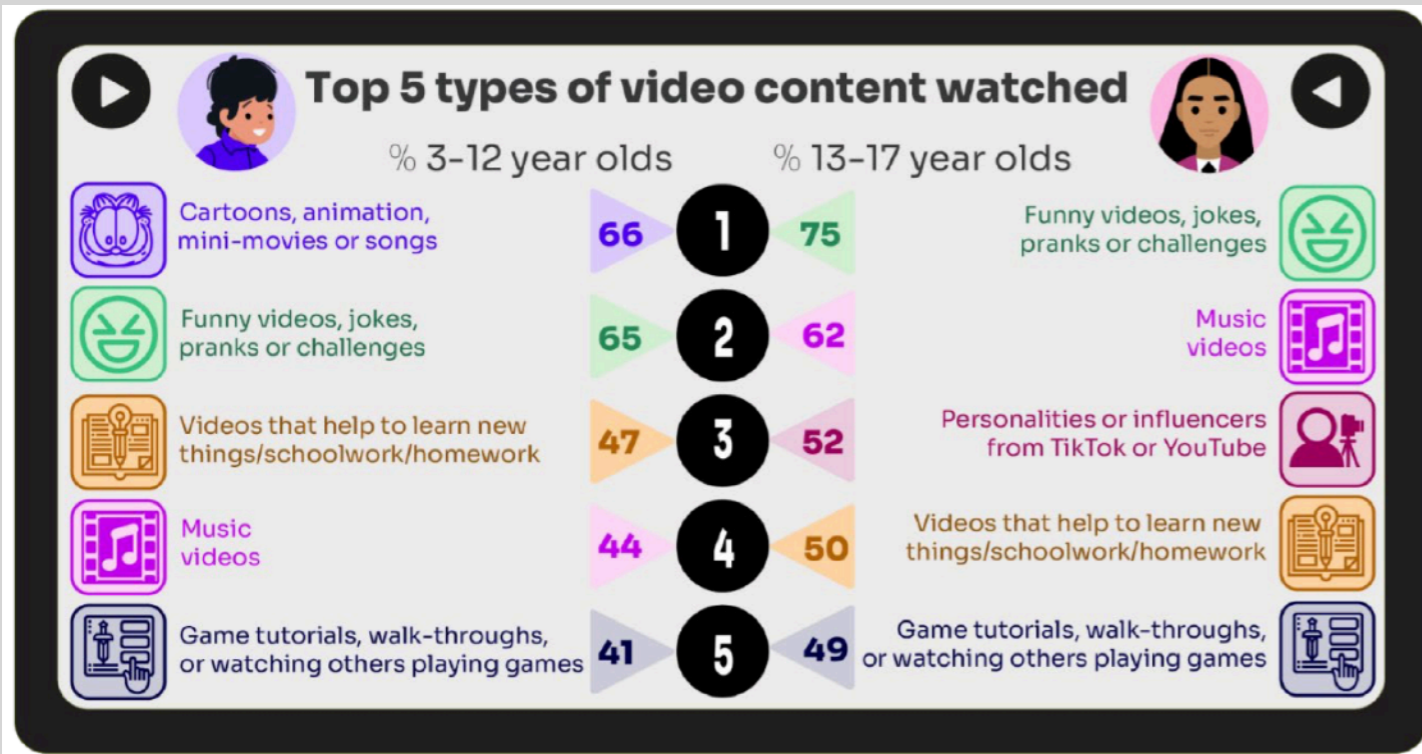 Top 5 types of video content watched
% 3-12 year olds
% 13-17 year olds
Cartoons, animation,
mini-movies or songs
66
1
75
Funny videos, jokes,
pranks or challenges
Funny videos, jokes,
pranks or challenges
65
2
62
Music
videos
Videos that help to learn new
things/schoolwork/homework
47
3
52
Personalities or influencers
from TikTok or YouTube
Music
videos
44
4
50
Videos that help to learn new
things/schoolwork/homework
Game tutorials, walk-throughs,
or watching others playing games
41
5
49
Game tutorials, walk-throughs,
or watching others playing games